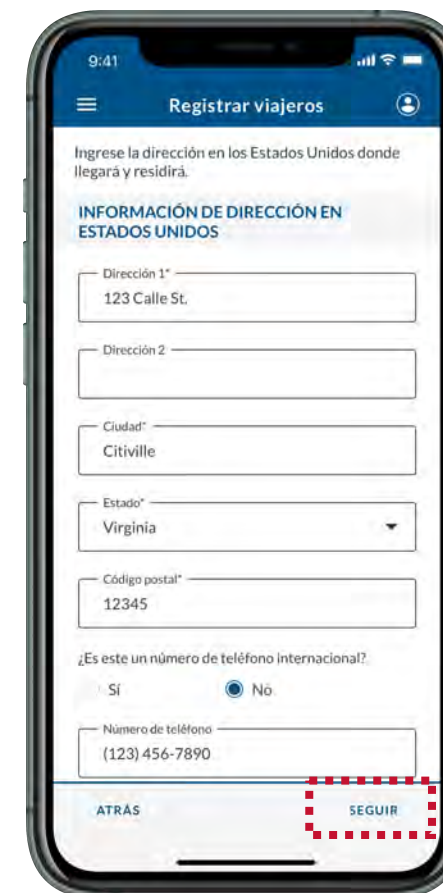 9:41
Registrar viajeros
Ingrese la dirección en los Estados Unidos donde
llegará y residirá.
INFORMACIÓN DE DIRECCIÓN EN
ESTADOS UNIDOS
Dirección 1*
123 Calle St.
Dirección 2
Ciudad*
Citiville
Estado*
Virginia
Código postal*
12345
¿Es este un número de teléfono internacional?
Sí No
Número de teléfono
(123) 456-7890
ATRÁS SEGUIR